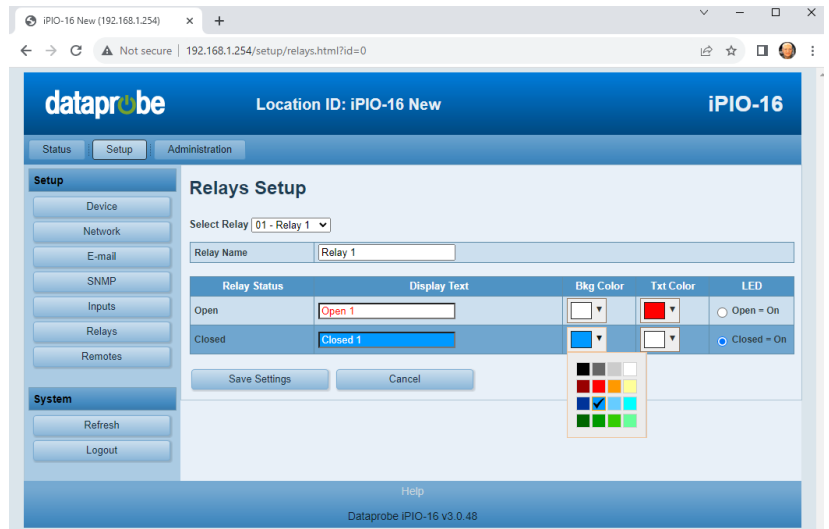 iPIO-16 New (192.168.1.254)
Not secure 192.168.1.254/setup/relays.html?id=0
dataprobe
Location ID: iPIO-16 New
iPIO-16
Status Setup Administration
Setup
Device
Network
E-mail
SNMP
Inputs
Relays
Remotes
System
Refresh
Logout
Relays Setup
Select Relay 01 - Relay 1
Relay Name Relay 1
Relay Status Display Text Bkg Color Txt Color LED
Open Open 1 Open = On
Closed Closed 1 Closed = On
Save Settings Cancel
Help
Dataprobe iPIO-16 v3.0.48